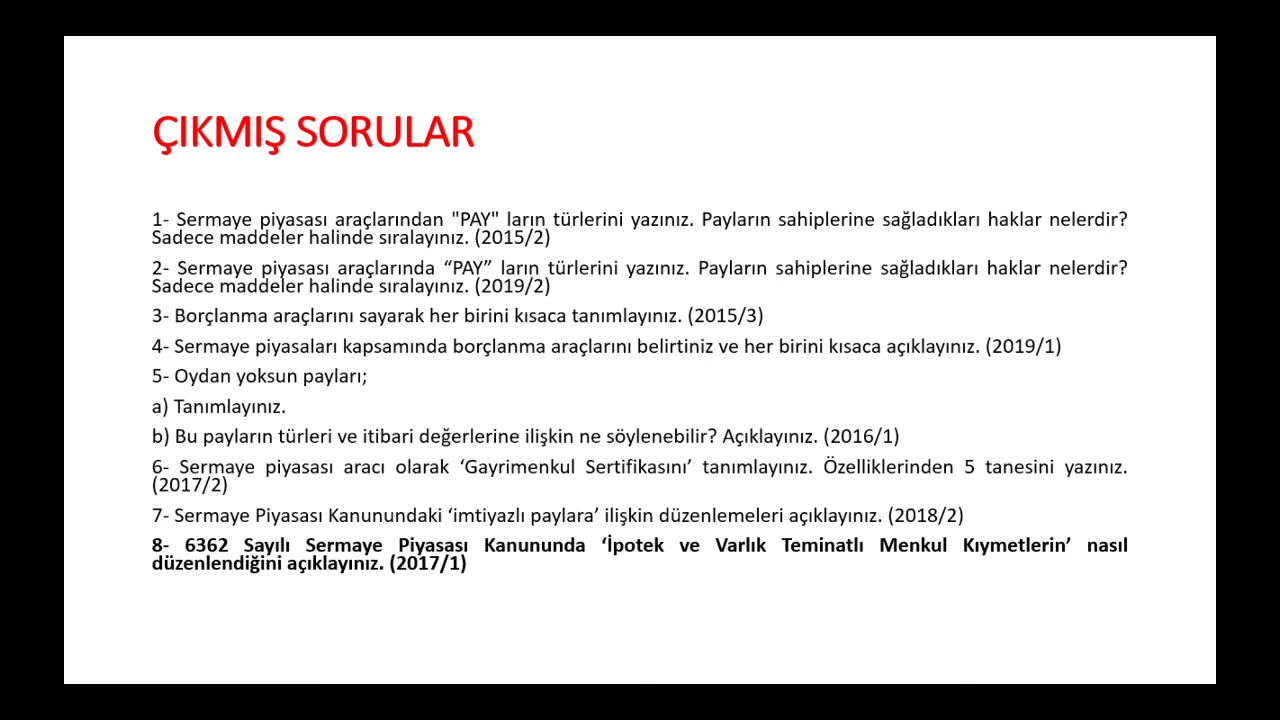 ÇIKMIŞ SORULAR
1- Sermaye piyasası araçlarından "PAY" ların türlerini yazınız. Payların sahiplerine sağladıkları haklar nelerdir?
Sadece maddeler halinde sıralayınız. (2015/2)
2- Sermaye piyasası araçlarında “PAY” ların türlerini yazınız. Payların sahiplerine sağladıkları haklar nelerdir?
Sadece maddeler halinde sıralayınız. (2019/2)
3- Borçlanma araçlarını sayarak her birini kısaca tanımlayınız. (2015/3)
4- Sermaye piyasaları kapsamında borçlanma araçlarını belirtiniz ve her birini kısaca açıklayınız. (2019/1)
5- Oydan yoksun payları;
a) Tanımlayınız.
b) Bu payların türleri ve itibari değerlerine ilişkin ne söylenebilir? Açıklayınız. (2016/1)
6- Sermaye piyasası aracı olarak ‘Gayrimenkul Sertifikasını’ tanımlayınız. Özelliklerinden 5 tanesini yazınız.
(2017/2)
7- Sermaye Piyasası Kanunundaki ‘imtiyazlı paylara’ ilişkin düzenlemeleri açıklayınız. (2018/2)
8- 6362 Sayılı Sermaye Piyasası Kanununda ‘İpotek ve Varlık Teminatlı Menkul Kıymetlerin’ nasıl
düzenlendiğini açıklayınız. (2017/1)